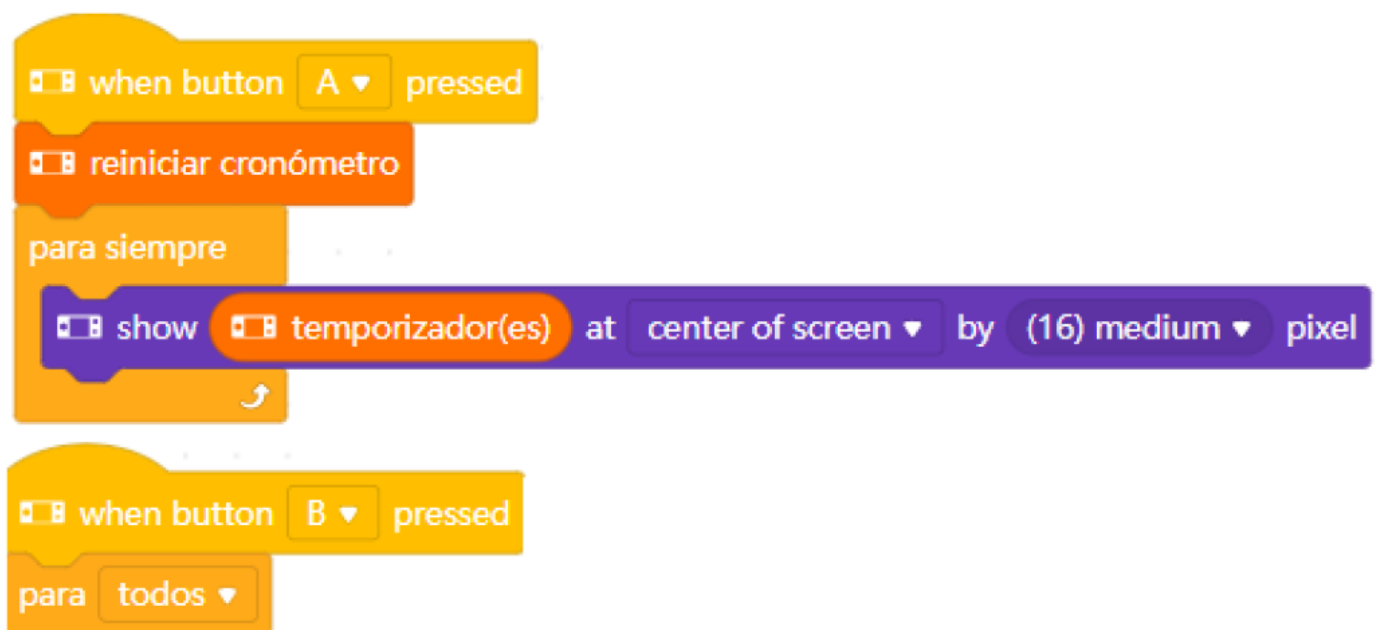 when button A pressed
reiniciar cronómetro
para siempre
show temporizador(es) at center of screen by (16) medium pixel
when button B pressed
para todos